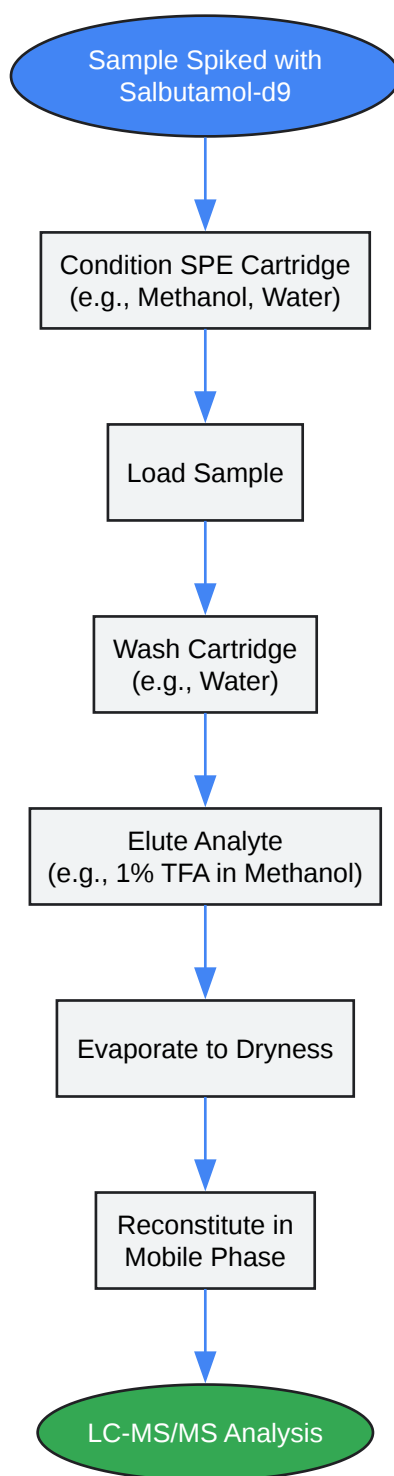 Sample Spiked with
Salbutamol-d9
Condition SPE Cartridge
(e.g., Methanol, Water)
Load Sample
Wash Cartridge
(e.g., Water)
Elute Analyte
(e.g., 1% TFA in Methanol)
Evaporate to Dryness
Reconstitute in
Mobile Phase
LC-MS/MS Analysis